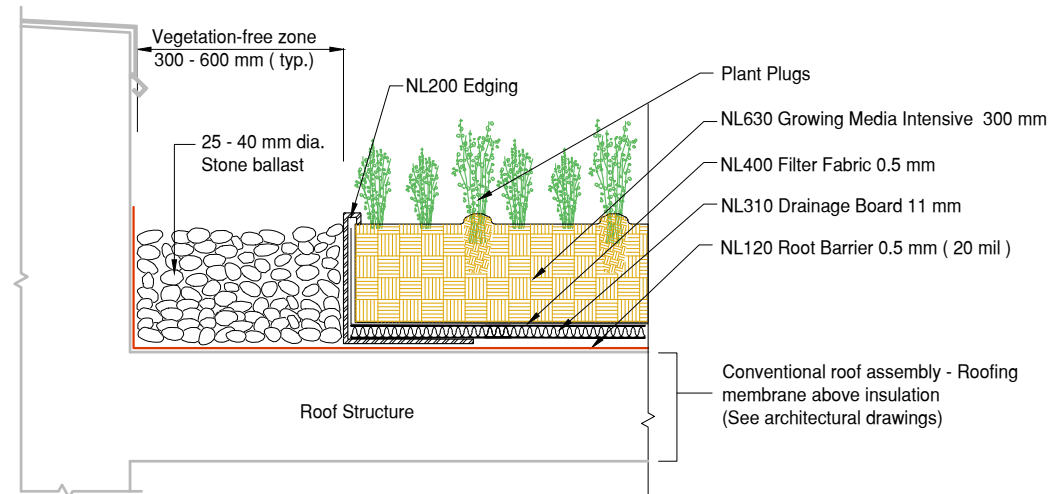 Vegetation-free zone
300 - 600 mm ( typ.)
NL200 Edging
25 - 40 mm dia.
Stone ballast
Plant Plugs
NL630 Growing Media Intensive 300 mm
NL400 Filter Fabric 0.5 mm
NL310 Drainage Board 11 mm
NL120 Root Barrier 0.5 mm ( 20 mil )
Roof Structure
Conventional roof assembly - Roofing
membrane above insulation
(See architectural drawings)